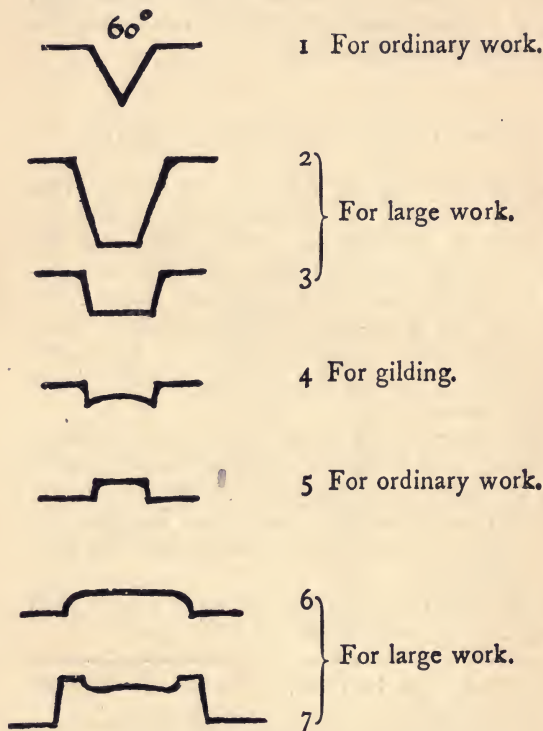 60°
1 For ordinary work.
2
For large work.
3
4 For gilding.
5 For ordinary work.
6
For large work.
7